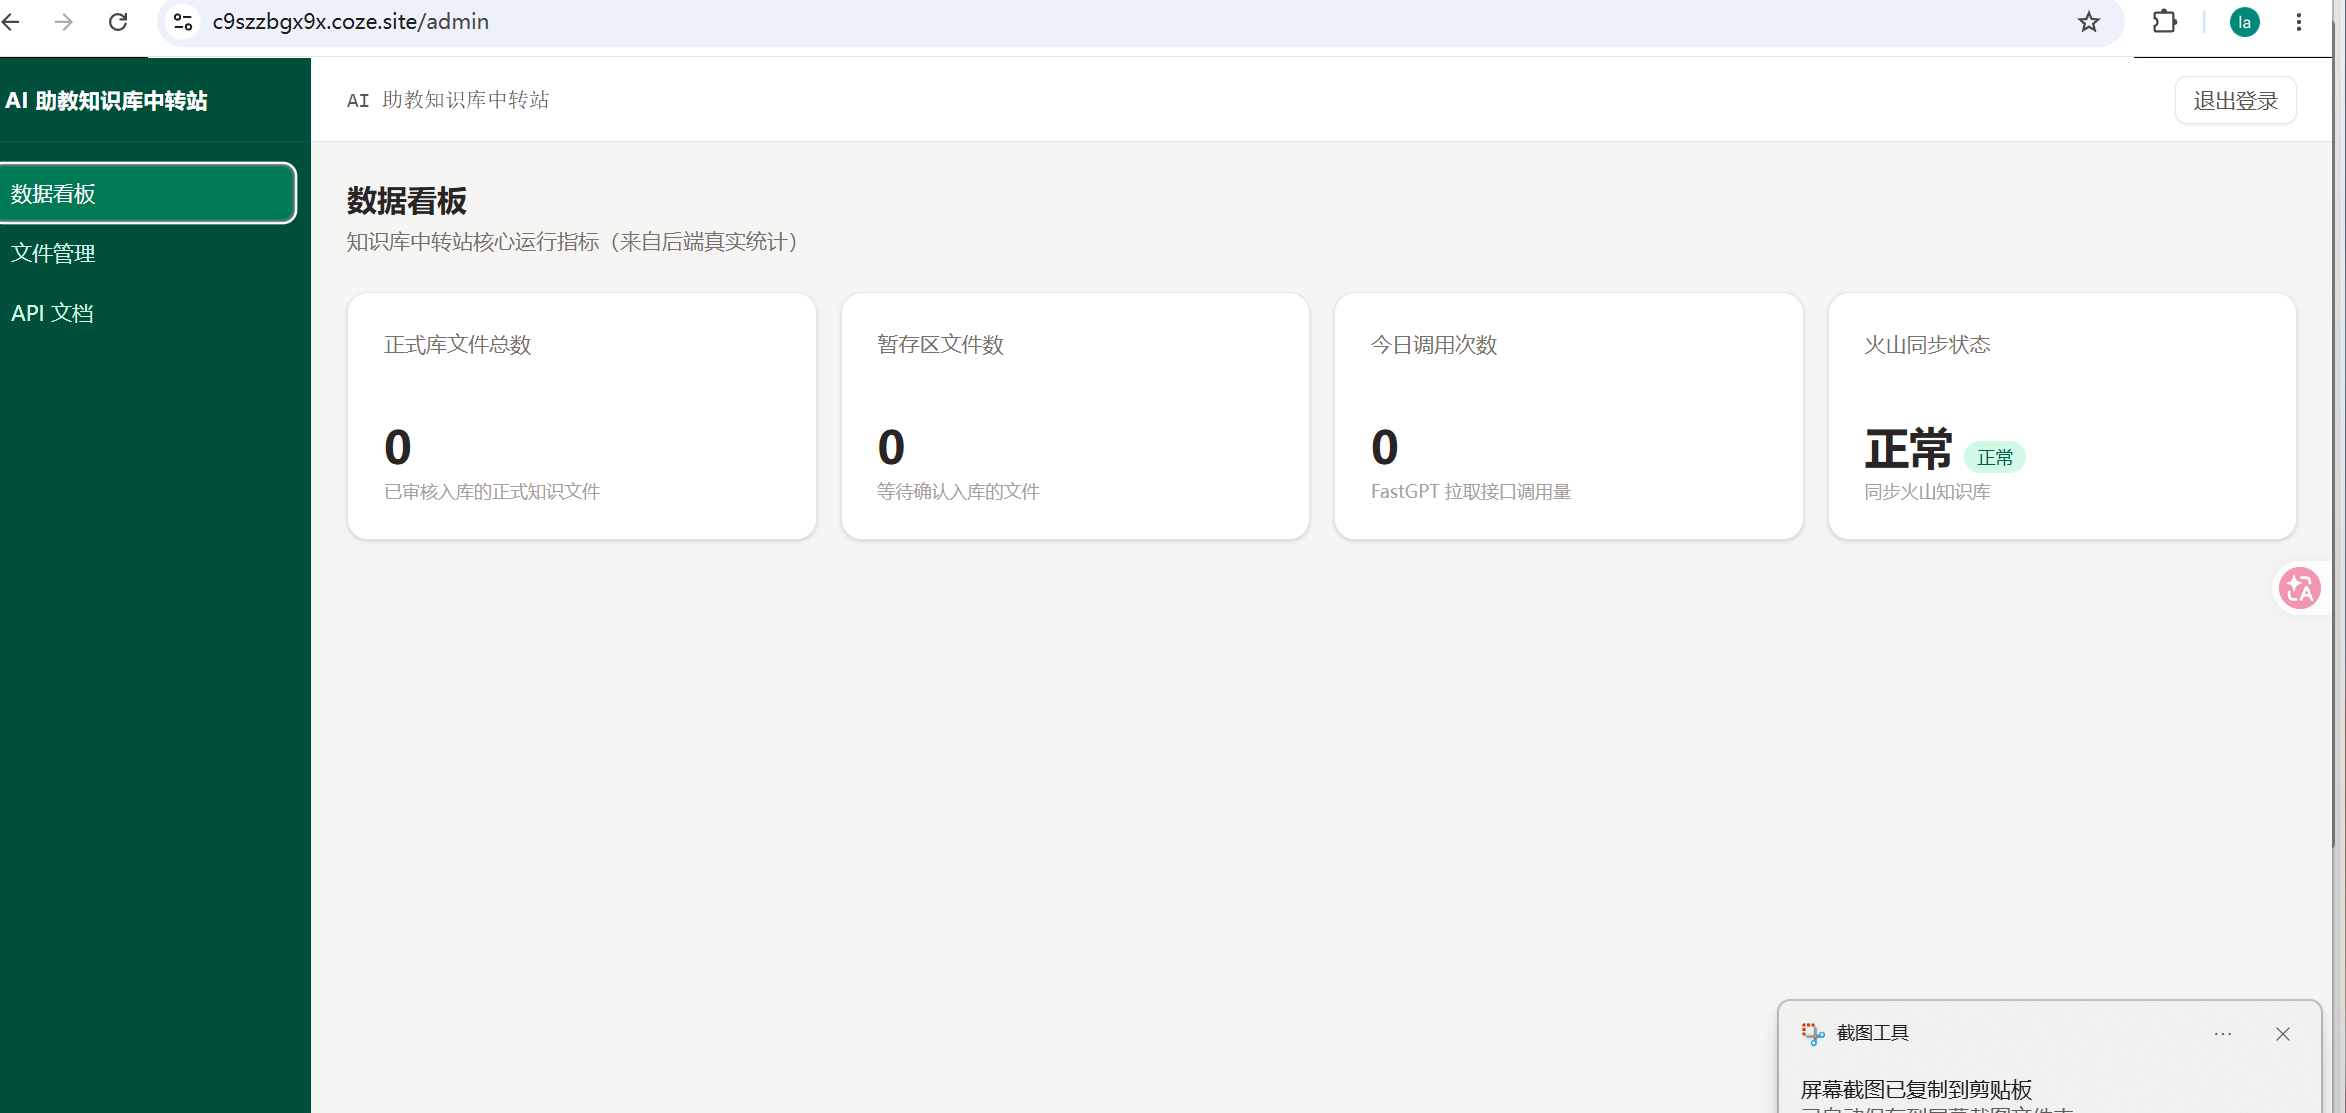 c9szzbgx9x.coze.site/admin
la
AI 助教知识库中转站
AI 助教知识库中转站
退出登录
数据看板
文件管理
API 文档
数据看板
知识库中转站核心运行指标（来自后端真实统计）
正式库文件总数
0
已审核入库的正式知识文件
暂存区文件数
0
等待确认入库的文件
今日调用次数
0
FastGPT 拉取接口调用量
火山同步状态
正常 正常
同步火山知识库
截图工具
屏幕截图已复制到剪贴板